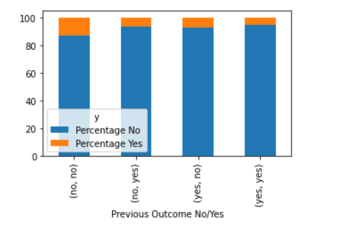 100
80
60
40
20
0
y
Percentage No
Percentage Yes
(no, no)
(no, yes)
(yes, no)
(yes, yes)
Previous Outcome No/Yes